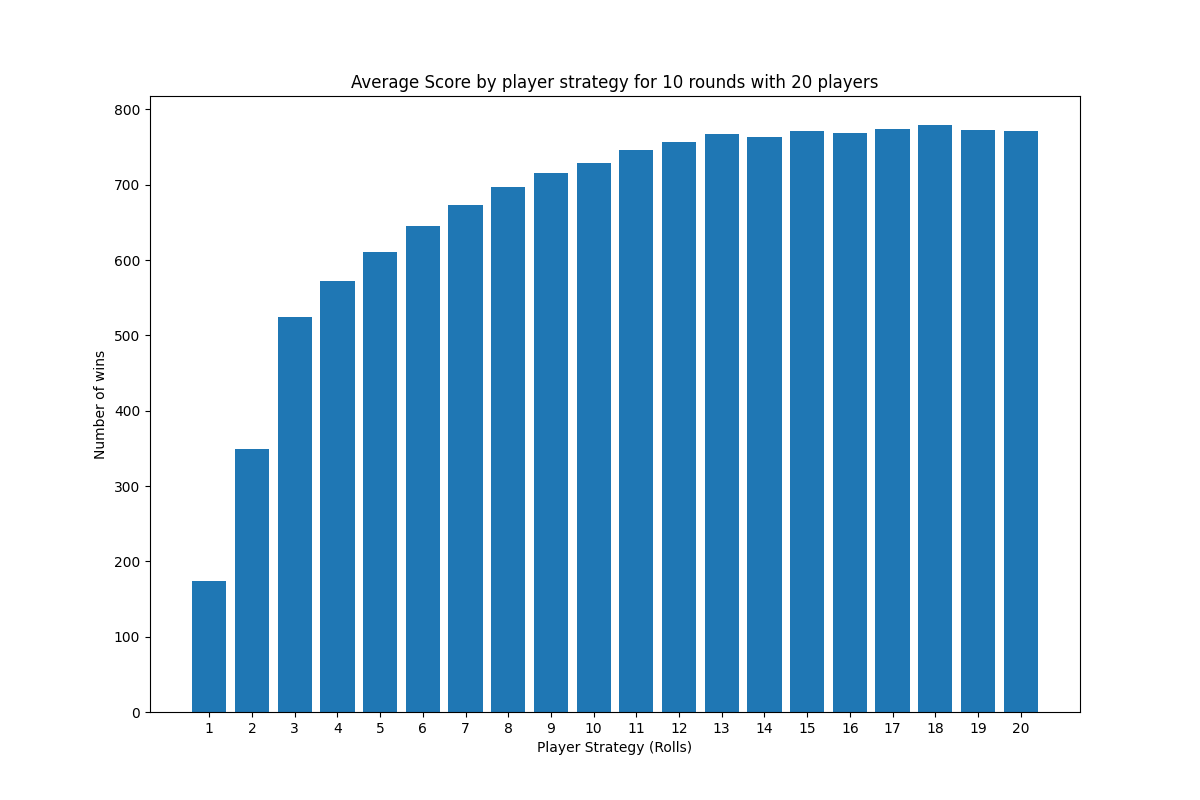 Average Score by player strategy for 10 rounds with 20 players
800
700
600
500
400
300
200
100
0
Number of wins
1 2 3 4 5 6 7 8 9 10 11 12 13 14 15 16 17 18 19 20
Player Strategy (Rolls)